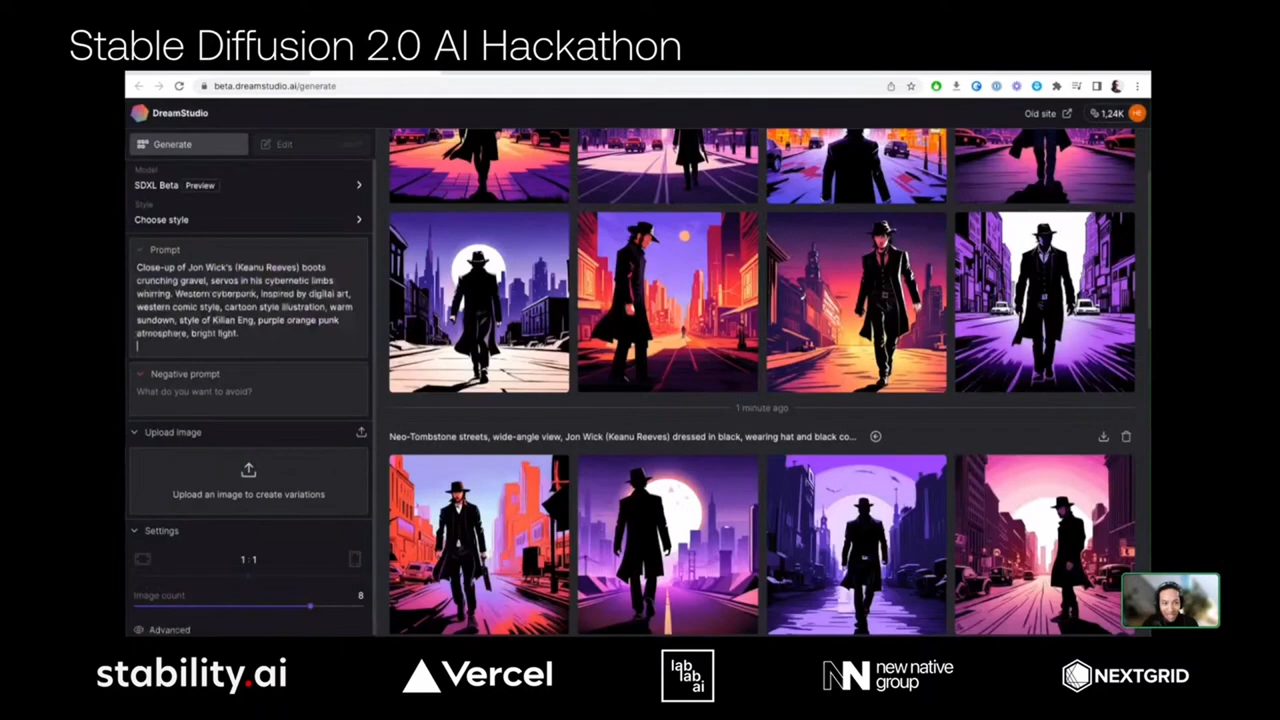 Stable Diffusion 2.0 AI Hackathon
beta.dreamstudio.ai/generate
DreamStudio
Old site
1,24K
HE
Generate
Edit
Model
SDXL Beta Preview
Style
Choose style
Prompt
Close-up of Jon Wick's (Keanu Reeves) boots
crunching gravel, servos in his cybernetic limbs
whirring. Western cyberpunk, inspired by digital art,
western comic style, cartoon style illustration, warm
sundown, style of Kilian Eng, purple orange punk
atmosphere, bright light.
Negative prompt
What do you want to avoid?
Upload Image
Upload an image to create variations
Settings
1:1
Image count 8
Advanced
1 minute ago
Neo-Tombstone streets, wide-angle view, Jon Wick (Keanu Reeves) dressed in black, wearing hat and black co...
stability.ai
Vercel
lab
lab
.ai
new native
group
NEXTGRID